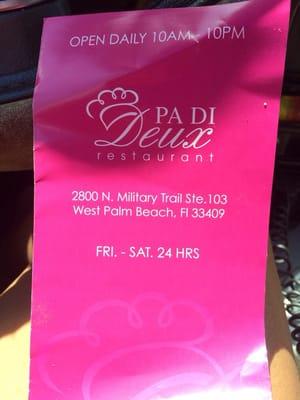 OPEN DAILY 10AM - 10PM
PA DI
Deux
restaurant
2800 N. Military Trail Ste.103
West Palm Beach, Fl 33409
FRI. - SAT. 24 HRS